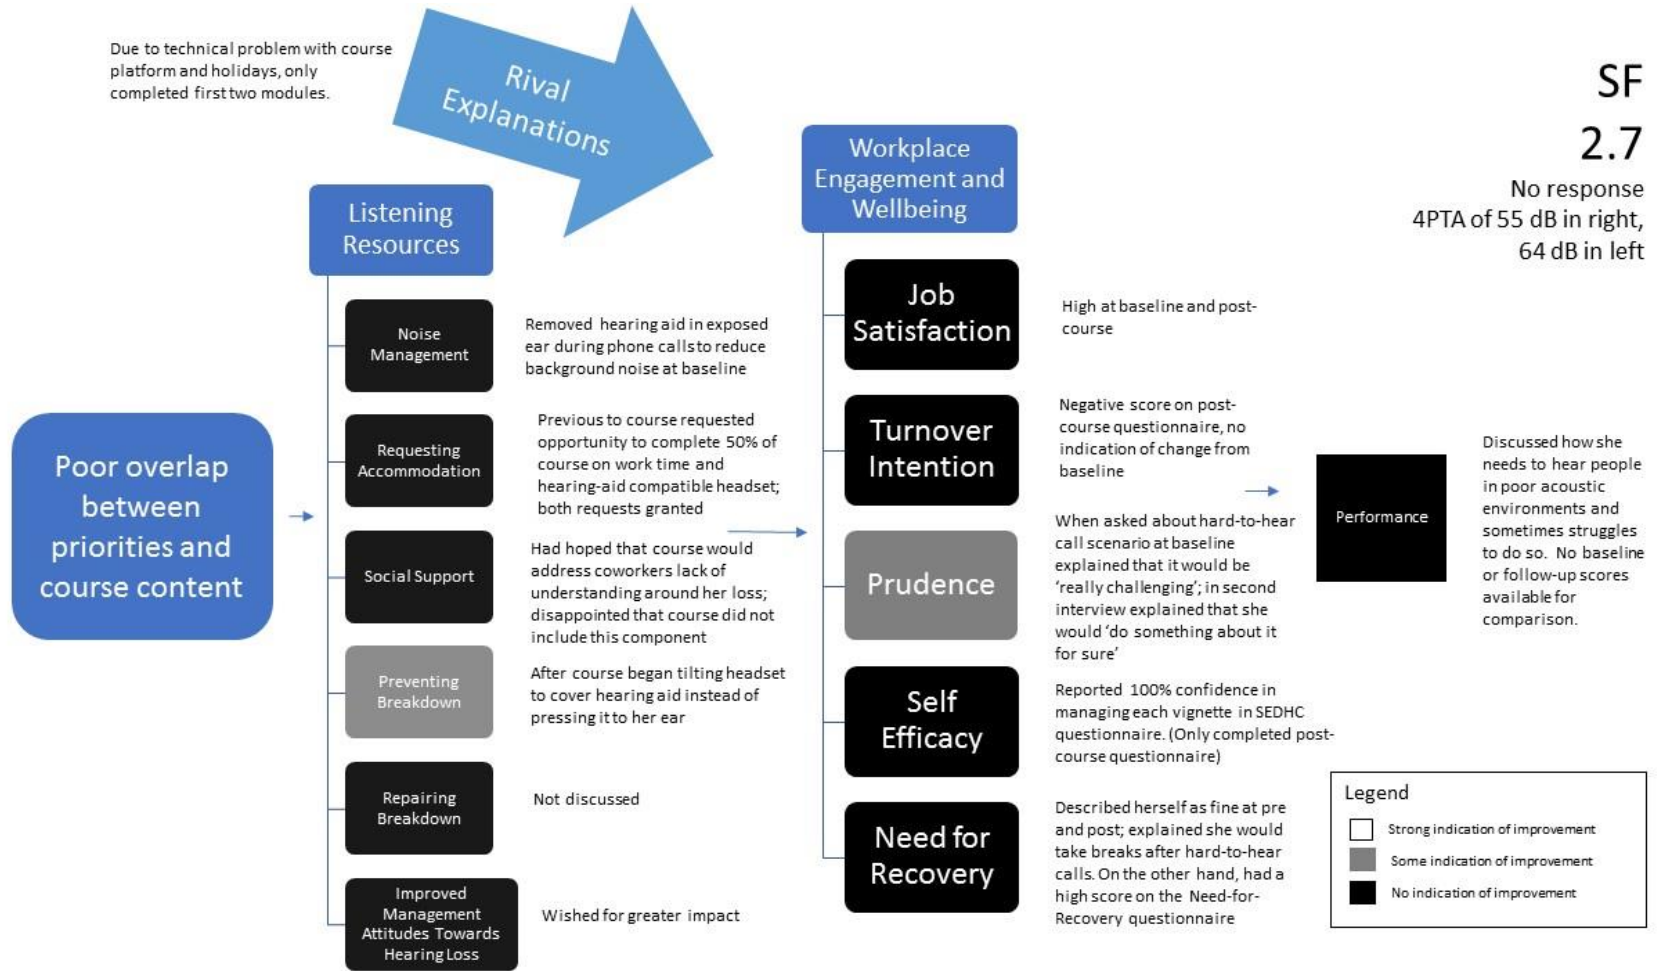 Due to technical problem with course
platform and holidays, only
completed first two modules.
Rival
Explanations
SF
2.7
No response
4PTA of 55 dB in right,
64 dB in left
Poor overlap
between
priorities and
course content
Listening
Resources
Noise
Management
Removed hearing aid in exposed
ear during phone calls to reduce
background noise at baseline
Requesting
Accommodation
Previous to course requested
opportunity to complete 50% of
course on work time and
hearing-aid compatible headset;
both requests granted
Social Support
Had hoped that course would
address coworkers lack of
understanding around her loss;
disappointed that course did not
include this component
Preventing
Breakdown
After course began tilting headset
to cover hearing aid instead of
pressing it to her ear
Repairing
Breakdown
Not discussed
Improved
Management
Attitudes Towards
Hearing Loss
Wished for greater impact
Workplace
Engagement and
Wellbeing
Job
Satisfaction
High at baseline and post-
course
Turnover
Intention
Negative score on post-
course questionnaire, no
indication of change from
baseline
Prudence
When asked about hard-to-hear
call scenario at baseline
explained that it would be
‘really challenging’; in second
interview explained that she
would ‘do something about it
for sure’
Self
Efficacy
Reported 100% confidence in
managing each vignette in SEDHC
questionnaire. (Only completed post-
course questionnaire)
Need for
Recovery
Described herself as fine at pre
and post; explained she would
take breaks after hard-to-hear
calls. On the other hand, had a
high score on the Need-for-
Recovery questionnaire
Performance
Discussed how she
needs to hear people
in poor acoustic
environments and
sometimes struggles
to do so. No baseline
or follow-up scores
available for
comparison.
Legend
Strong indication of improvement
Some indication of improvement
No indication of improvement